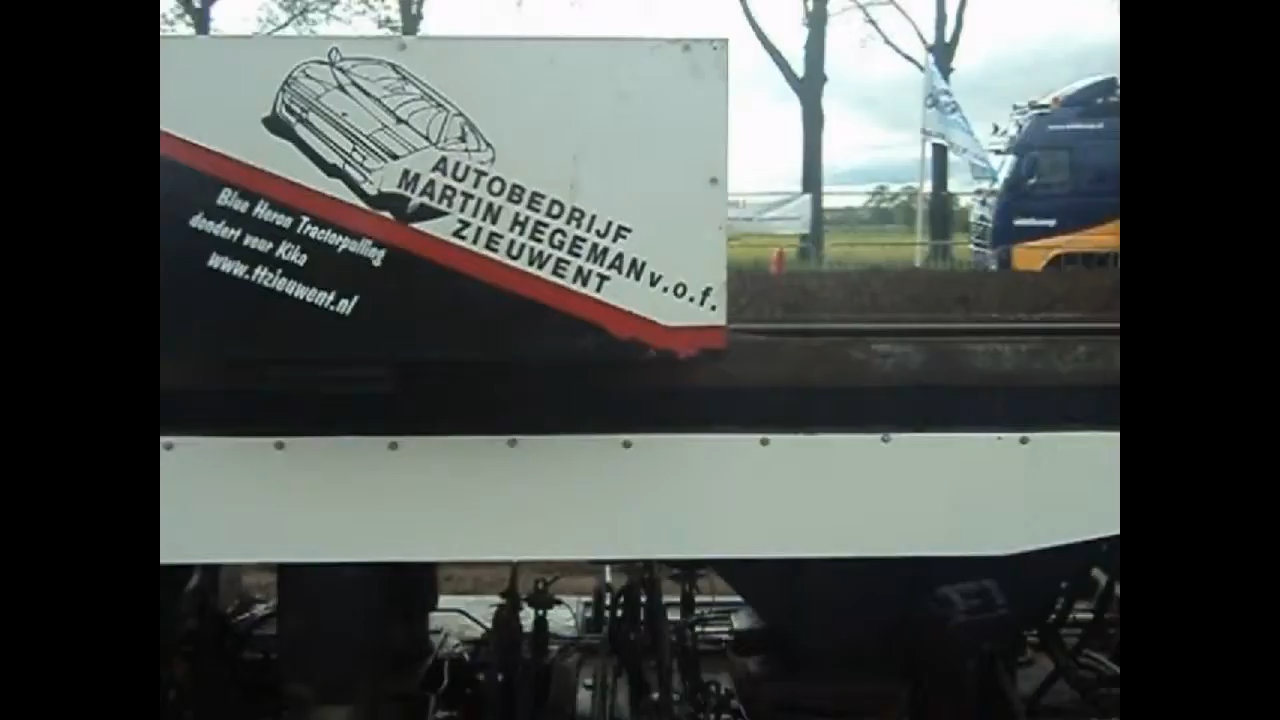 AUTOBEDRIJF
MARTIN HEGEMAN v.o.f.
ZIEUWENT
Blue Heron Tractorpulling
dondert voor Kika
www.ttzieuwent.nl